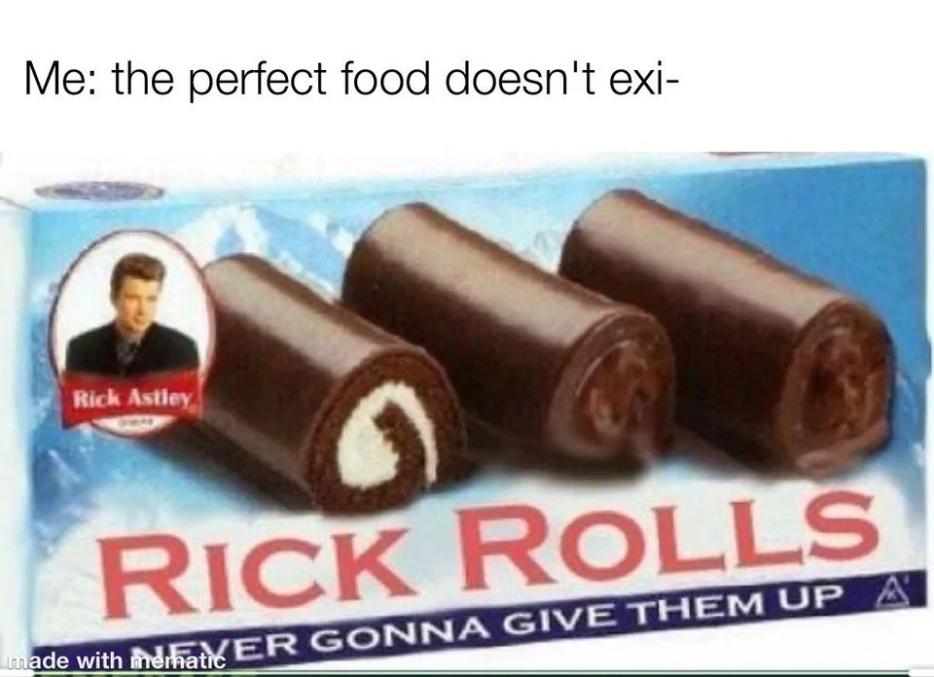 Me: the perfect food doesn't exi-
Rick Astley
RICK ROLLS
NEVER GONNA GIVE THEM UP
made with mematic